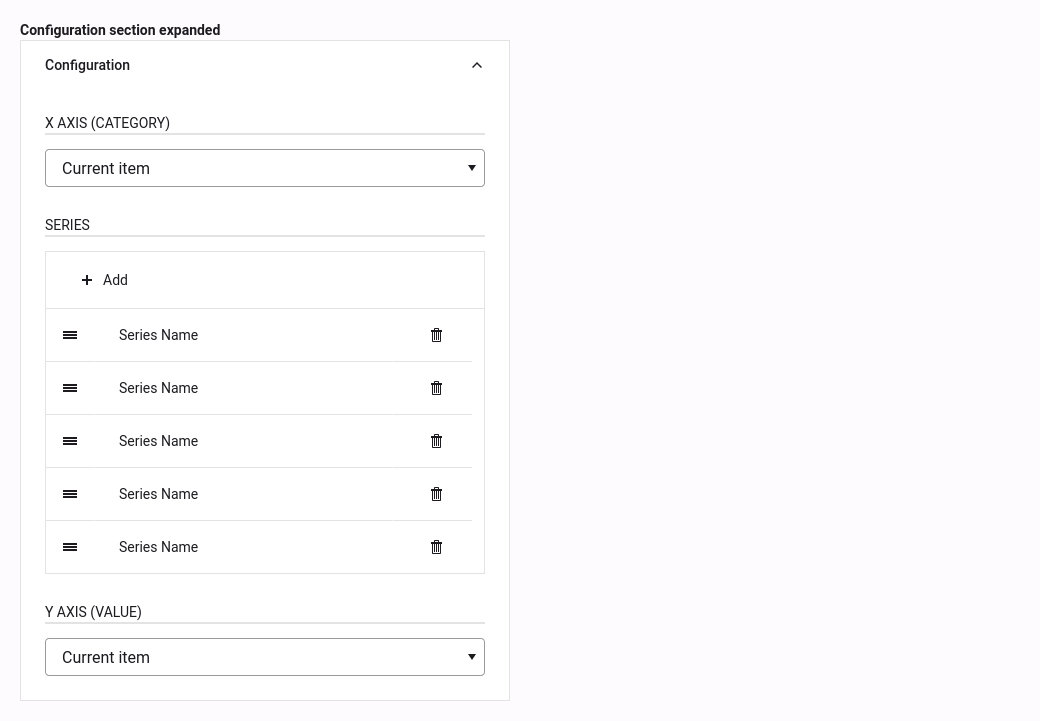 Configuration section expanded
Configuration
X AXIS (CATEGORY)
Current item
SERIES
Add
Series Name
Series Name
Series Name
Series Name
Series Name
Y AXIS (VALUE)
Current item